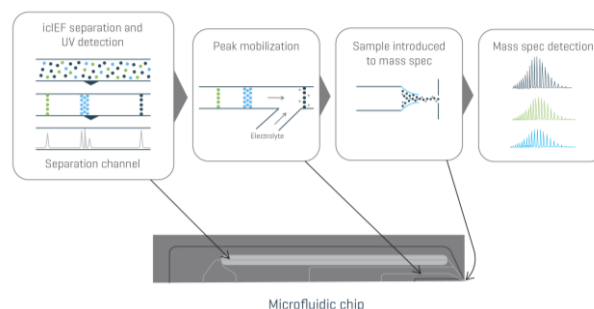 icIEF separation and
UV detection
Separation channel
Peak mobilization
Electrolyte
Sample introduced
to mass spec
Mass spec detection
Microfluidic chip